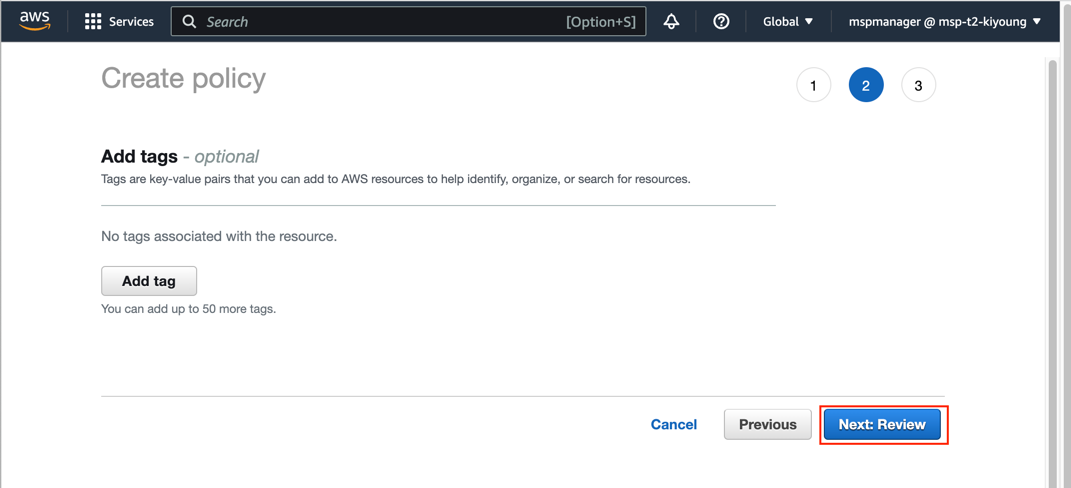 aws Services Search [Option+S] Global mspmanager @ msp-t2-kiyoung
Create policy 1 2 3
Add tags - optional
Tags are key-value pairs that you can add to AWS resources to help identify, organize, or search for resources.
No tags associated with the resource.
Add tag
You can add up to 50 more tags.
Cancel Previous Next: Review